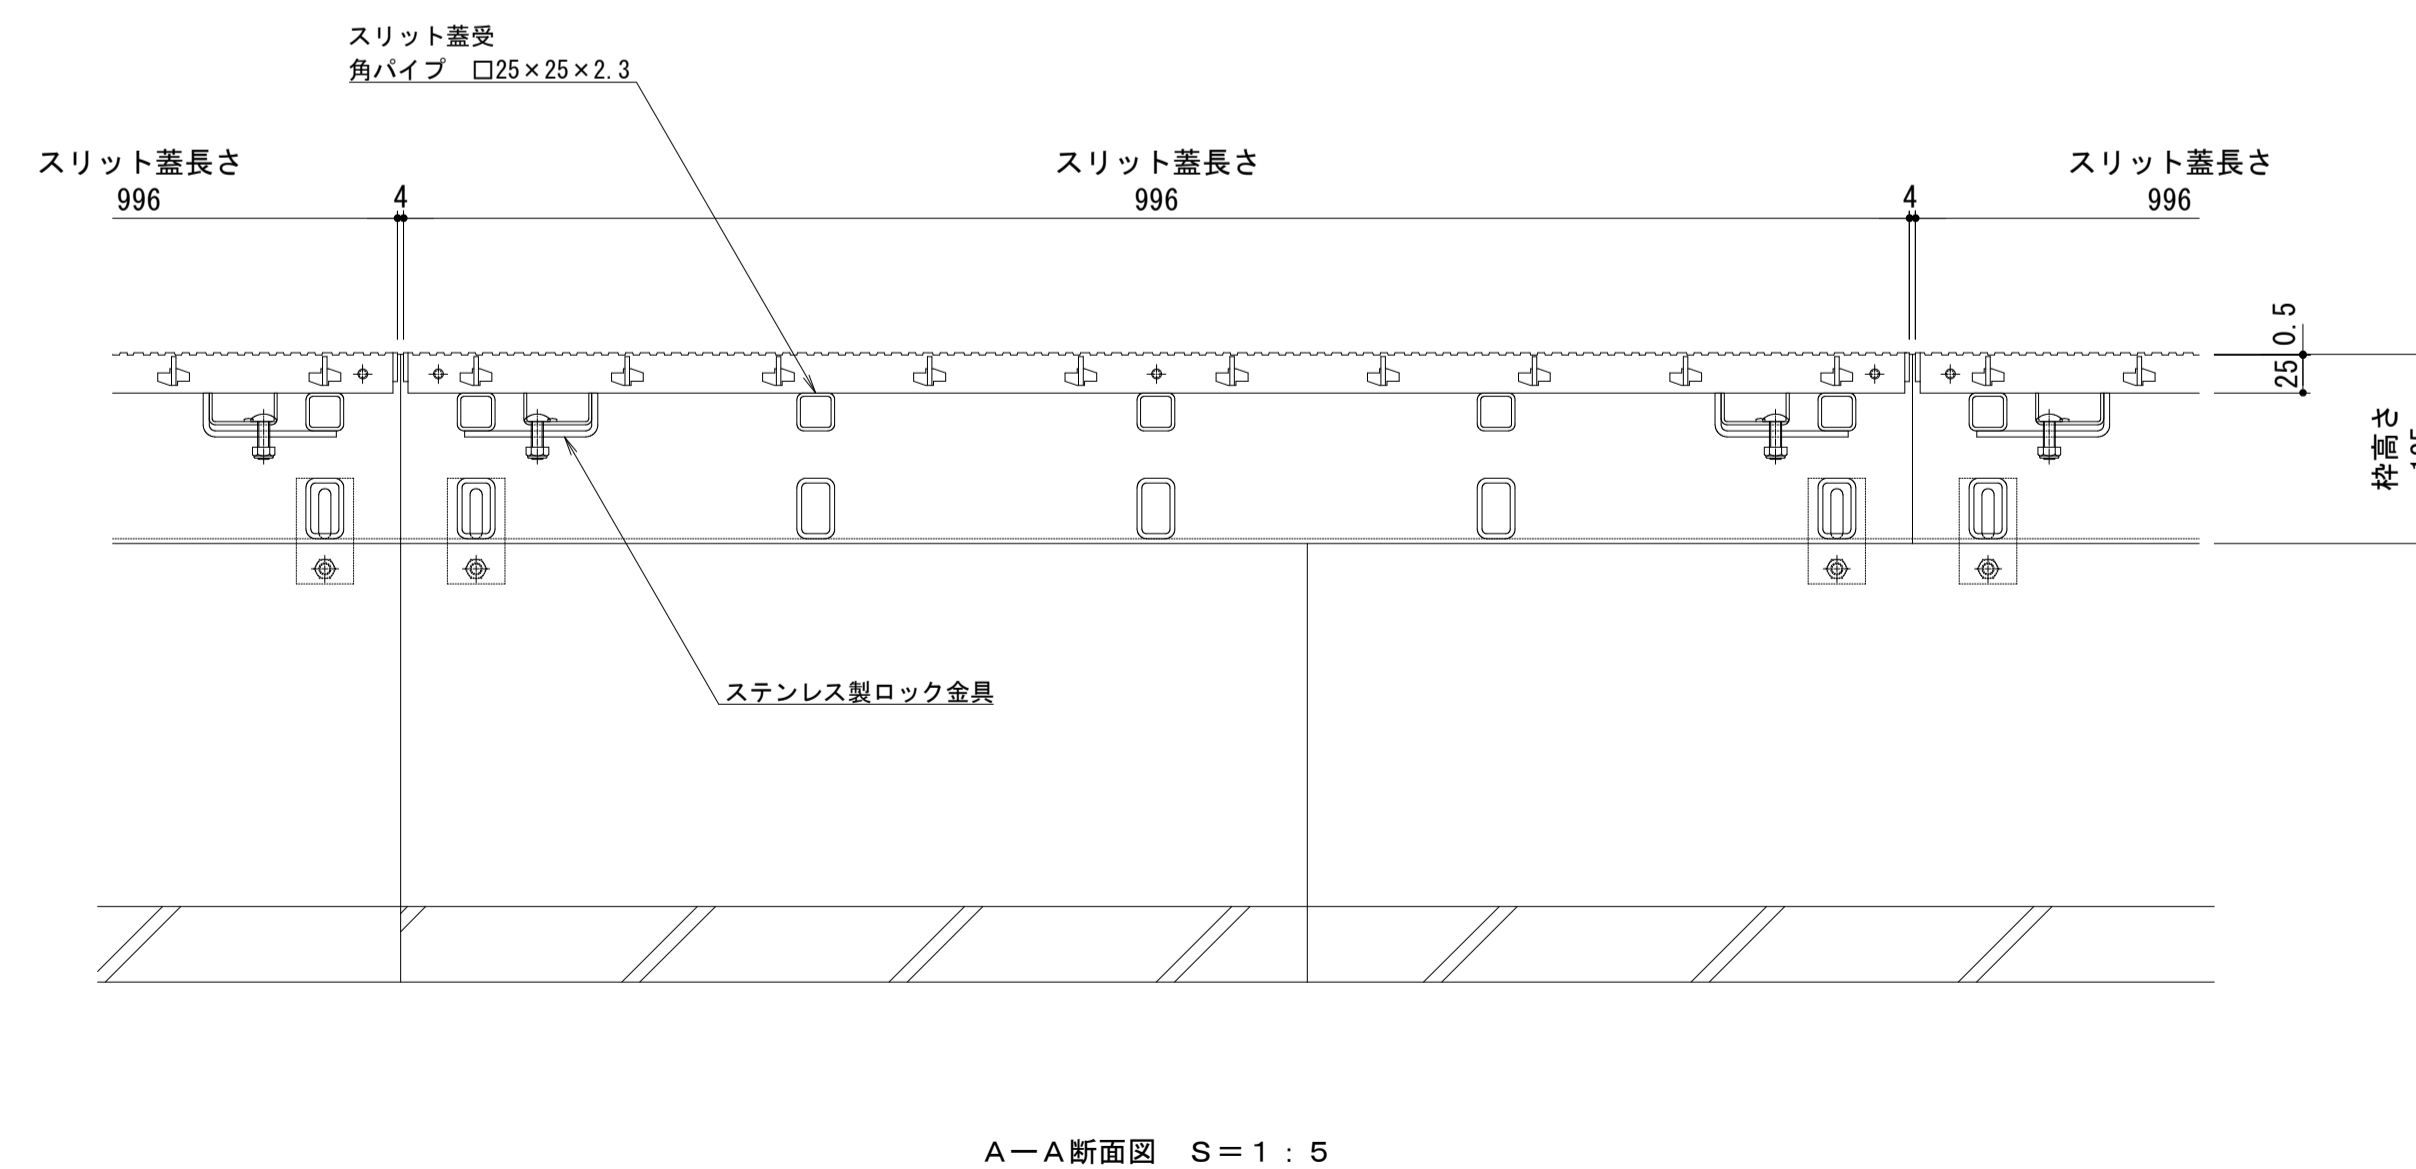 スリット蓋受
角パイプ　□25×25×2.3
スリット蓋長さ
996
4
スリット蓋長さ
996
4
スリット蓋長さ
996
0.5
25
枠高さ
ステンレス製ロック金具
A－A断面図　S＝1：5